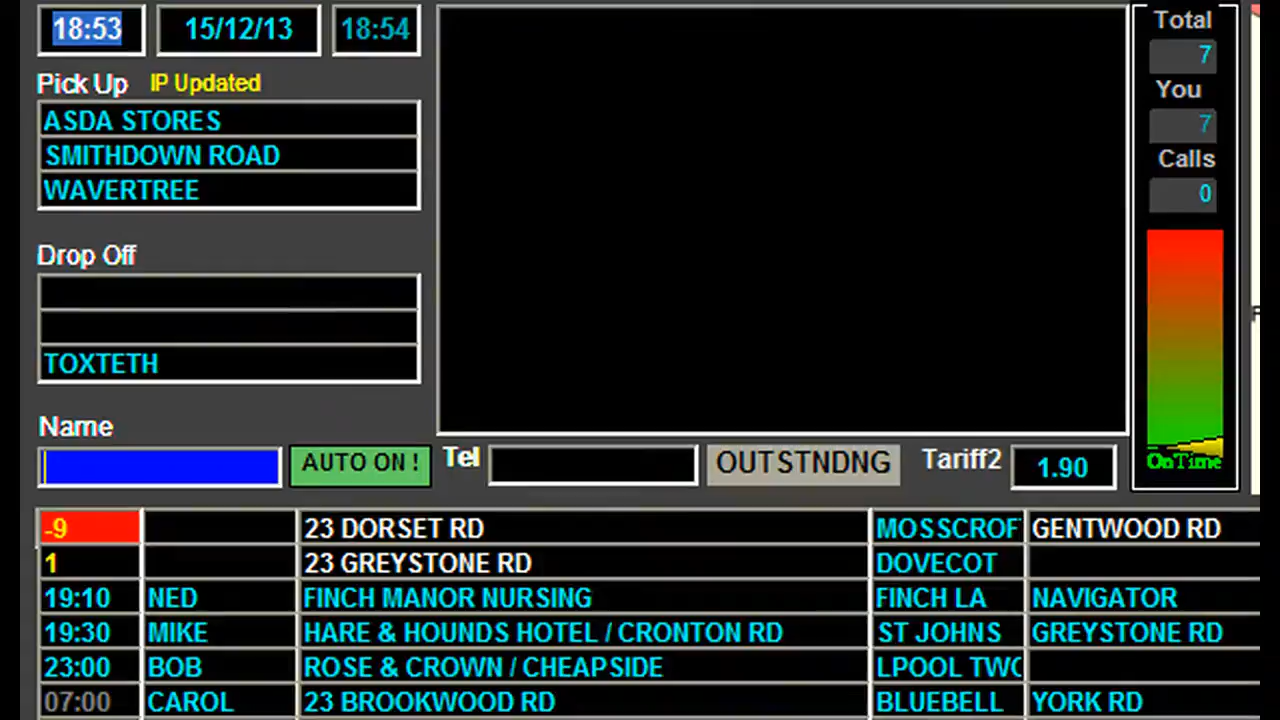 18:53 15/12/13 18:54
Pick Up IP Updated
ASDA STORES
SMITHDOWN ROAD
WAVERTREE
Drop Off
TOXTETH
Name
AUTO ON ! Tel OUTSTNDNG Tariff2 1.90
Total
7
You
7
Calls
0
OnTime
-9 23 DORSET RD MOSSCROF GENTWOOD RD
1 23 GREYSTONE RD DOVECOT
19:10 NED FINCH MANOR NURSING FINCH LA NAVIGATOR
19:30 MIKE HARE & HOUNDS HOTEL / CRONTON RD ST JOHNS GREYSTONE RD
23:00 BOB ROSE & CROWN / CHEAPSIDE LPOOL TWO
07:00 CAROL 23 BROOKWOOD RD BLUEBELL YORK RD